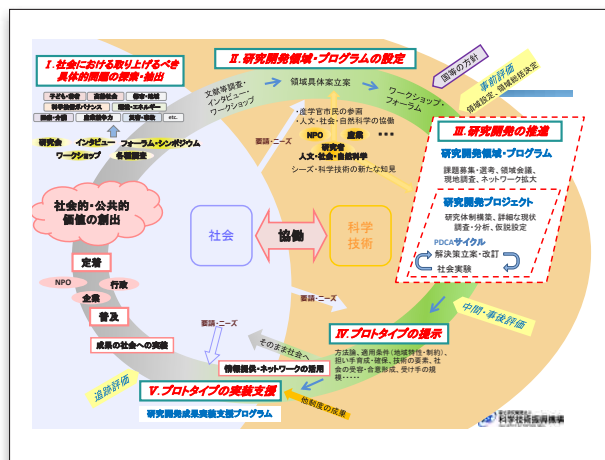 Ⅰ.社会における取り上げるべき
具体的問題の探索・抽出
子ども・若者
高齢社会
都市・地域
科学技術ガバナンス
環境・エネルギー
医療・介護
産業競争力
災害・事故
etc.
研究会
インタビュー
フォーラム・シンポジウム
ワークショップ
各種調査
Ⅱ.研究開発領域・プログラムの設定
文献等調査・
インタビュー・
ワークショップ
領域具体案立案
ワークショップ・
フォーラム
国等の方針
事前評価
領域設定、領域総括決定
・産学官市民の参画
・人文・社会・自然科学の協働
NPO
産業
•••
研究者
人文・社会・自然科学
シーズ・科学技術の新たな知見
要請・ニーズ
Ⅲ.研究開発の推進
研究開発領域・プログラム
課題募集・選考、領域会議、
現地調査、ネットワーク拡大
研究開発プロジェクト
研究体制構築、詳細な現状
調査・分析、仮説設定
PDCAサイクル
解決策立案・改訂
社会実験
社会的・公共的
価値の創出
社会
協働
科学
技術
定着
NPO
行政
企業
普及
成果の社会への実装
要請・ニーズ
要請・ニーズ
そのまま社会へ
中間・事後評価
Ⅳ.プロトタイプの提示
方法論、適用条件(地域特性・制約)、
担い手育成・確保、技術の要素、社
会の受容・合意形成、受け手の規
模・・・・・
情報提供・ネットワークの活用
追跡評価
Ⅴ.プロトタイプの実装支援
他制度の成果
研究開発成果実装支援プログラム
科学技術振興機構